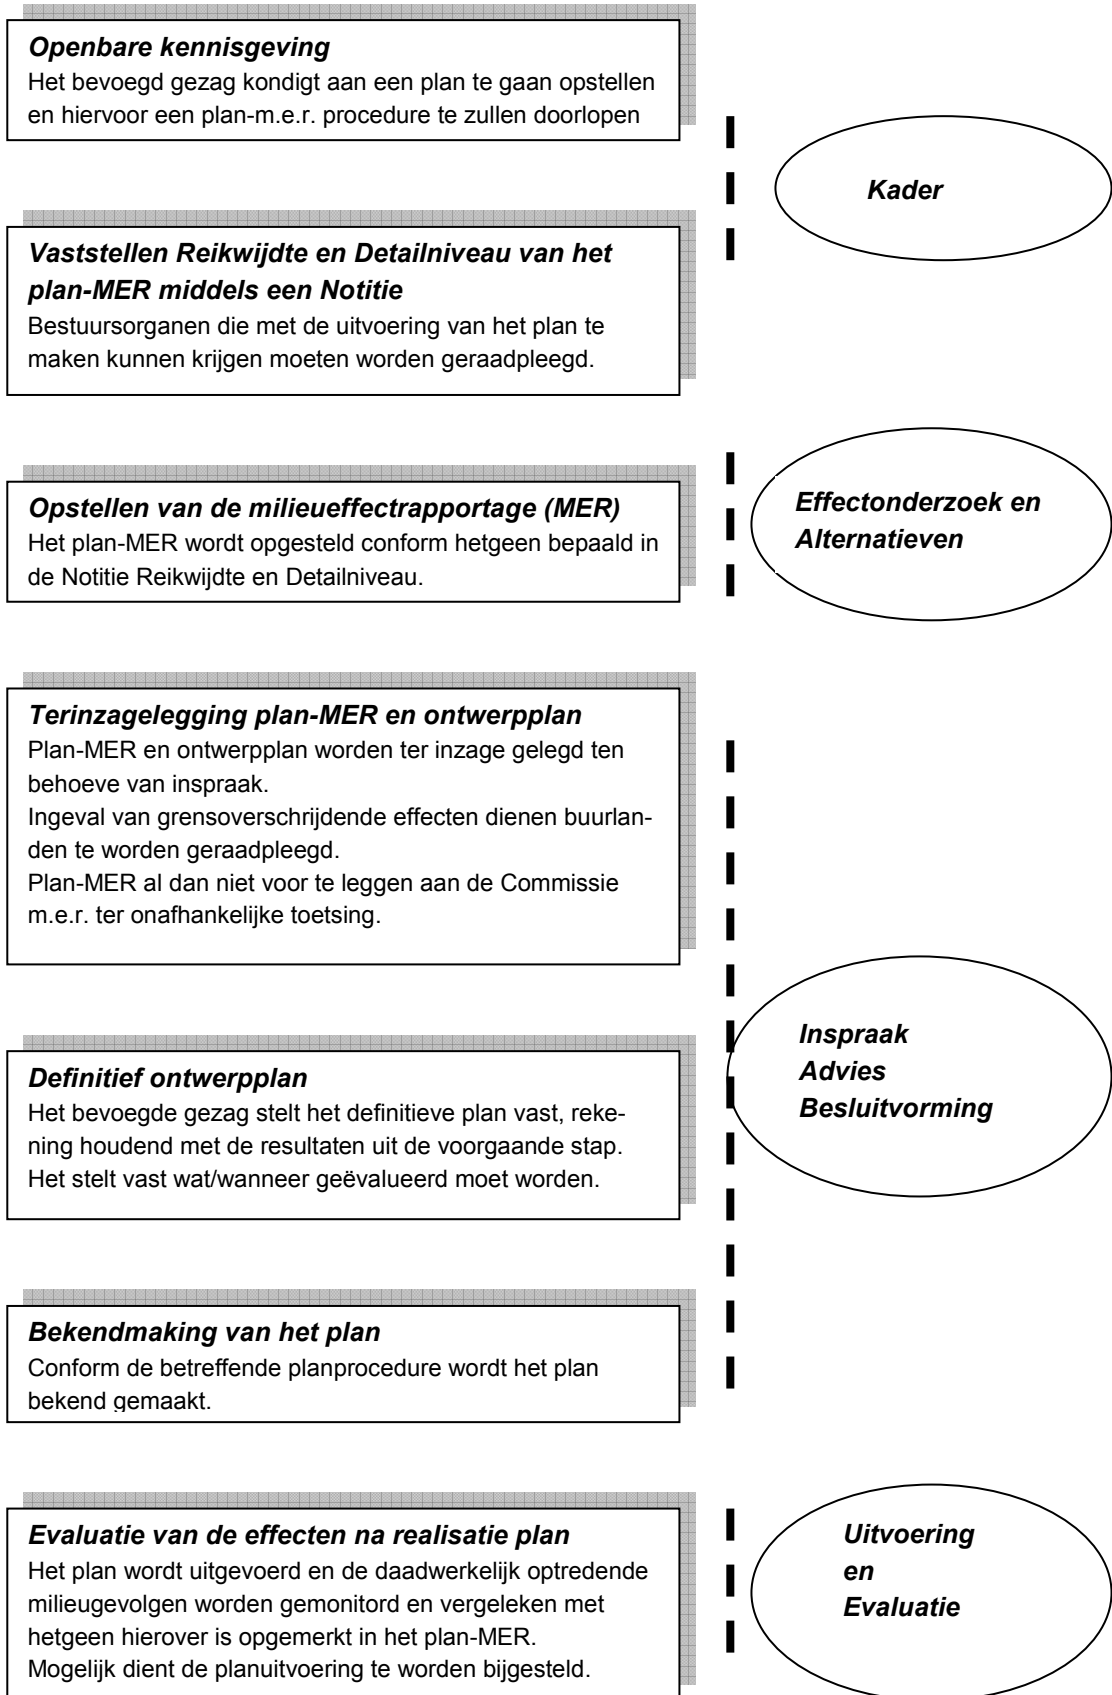 Openbare kennisgeving
Het bevoegd gezag kondigt aan een plan te gaan opstellen
en hiervoor een plan-m.e.r. procedure te zullen doorlopen
Kader
Vaststellen Reikwijdte en Detailniveau van het
plan-MER middels een Notitie
Bestuursorganen die met de uitvoering van het plan te
maken kunnen krijgen moeten worden geraadpleegd.
Opstellen van de milieueffectrapportage (MER)
Het plan-MER wordt opgesteld conform hetgeen bepaald in
de Notitie Reikwijdte en Detailniveau.
Effectonderzoek en
Alternatieven
Terinzagelegging plan-MER en ontwerpplan
Plan-MER en ontwerpplan worden ter inzage gelegd ten
behoeve van inspraak.
Ingeval van grensoverschrijdende effecten dienen buurlan-
den te worden geraadpleegd.
Plan-MER al dan niet voor te leggen aan de Commissie
m.e.r. ter onafhankelijke toetsing.
Definitief ontwerpplan
Het bevoegde gezag stelt het definitieve plan vast, reke-
ning houdend met de resultaten uit de voorgaande stap.
Het stelt vast wat/wanneer geëvalueerd moet worden.
Inspraak
Advies
Besluitvorming
Bekendmaking van het plan
Conform de betreffende planprocedure wordt het plan
bekend gemaakt.
Evaluatie van de effecten na realisatie plan
Het plan wordt uitgevoerd en de daadwerkelijk optredende
milieugevolgen worden gemonitord en vergeleken met
hetgeen hierover is opgemerkt in het plan-MER.
Mogelijk dient de planuitvoering te worden bijgesteld.
Uitvoering
en
Evaluatie